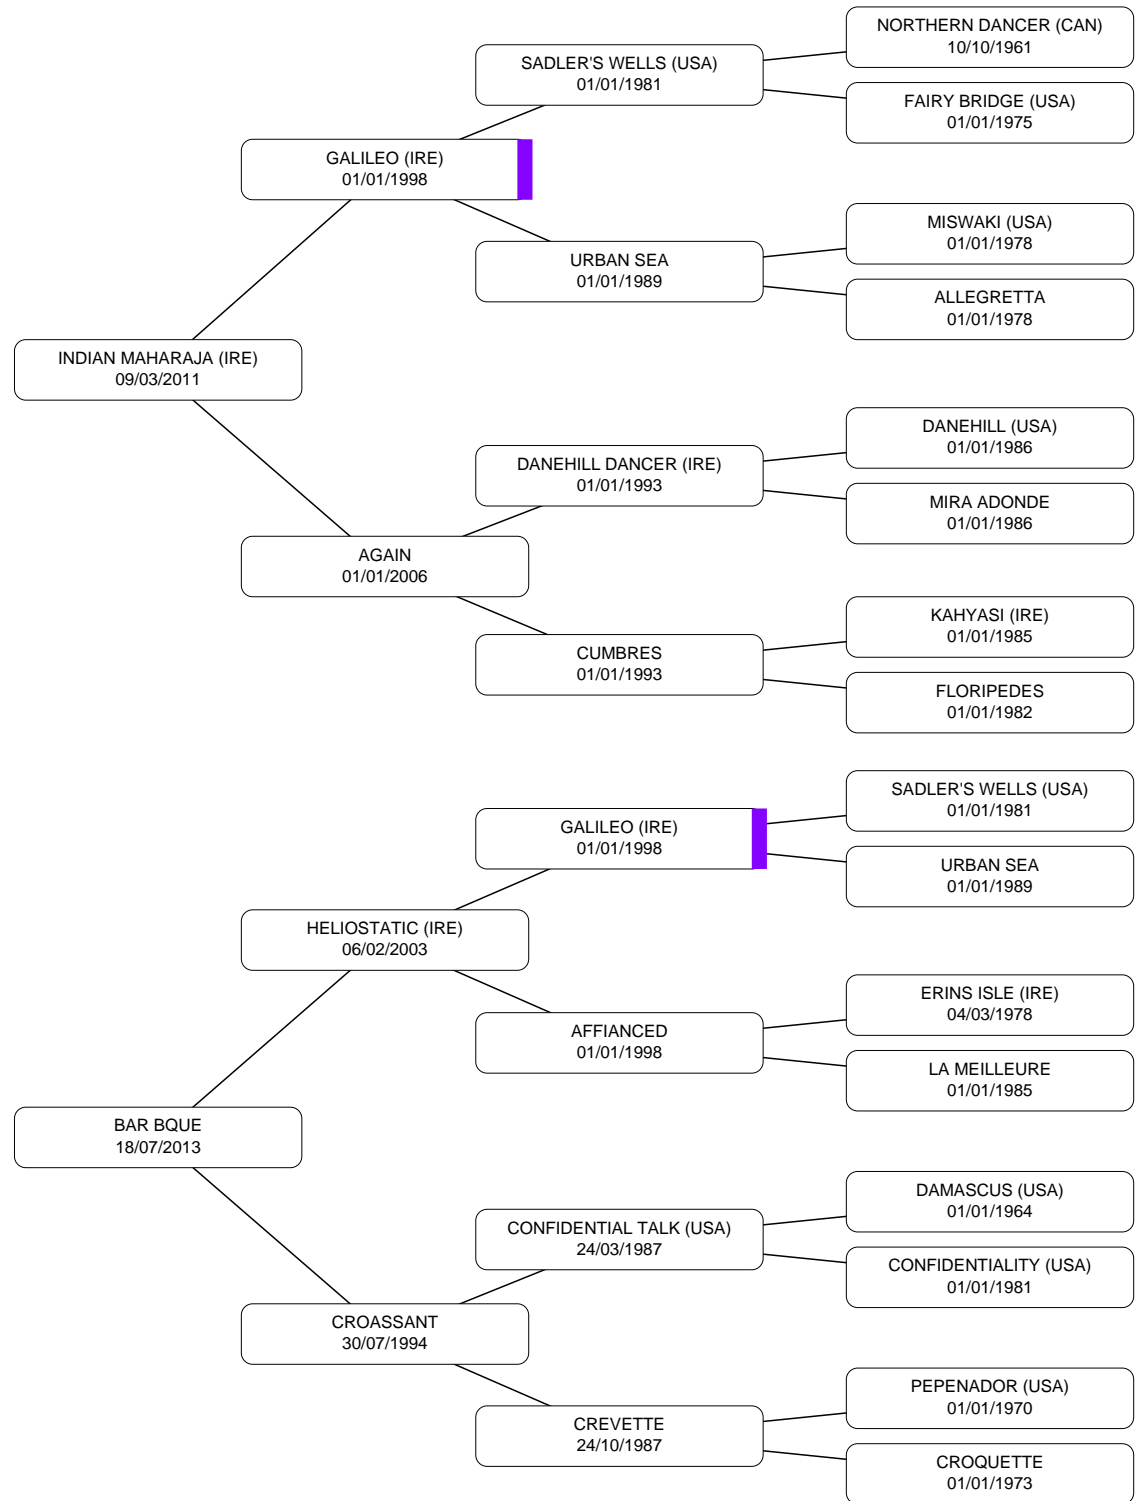 NORTHERN DANCER (CAN)
10/10/1961
SADLER'S WELLS (USA)
01/01/1981
FAIRY BRIDGE (USA)
01/01/1975
GALILEO (IRE)
01/01/1998
MISWAKI (USA)
01/01/1978
URBAN SEA
01/01/1989
ALLEGRETTA
01/01/1978
INDIAN MAHARAJA (IRE)
09/03/2011
DANEHILL (USA)
01/01/1986
DANEHILL DANCER (IRE)
01/01/1993
MIRA ADONDE
01/01/1986
AGAIN
01/01/2006
KAHYASI (IRE)
01/01/1985
CUMBRES
01/01/1993
FLORIPEDES
01/01/1982
SADLER'S WELLS (USA)
01/01/1981
GALILEO (IRE)
01/01/1998
URBAN SEA
01/01/1989
HELIOSTATIC (IRE)
06/02/2003
ERINS ISLE (IRE)
04/03/1978
AFFIANCED
01/01/1998
LA MEILLEURE
01/01/1985
BAR BQUE
18/07/2013
DAMASCUS (USA)
01/01/1964
CONFIDENTIAL TALK (USA)
24/03/1987
CONFIDENTIALITY (USA)
01/01/1981
CROASSANT
30/07/1994
PEPENADOR (USA)
01/01/1970
CREVETTE
24/10/1987
CROQUETTE
01/01/1973